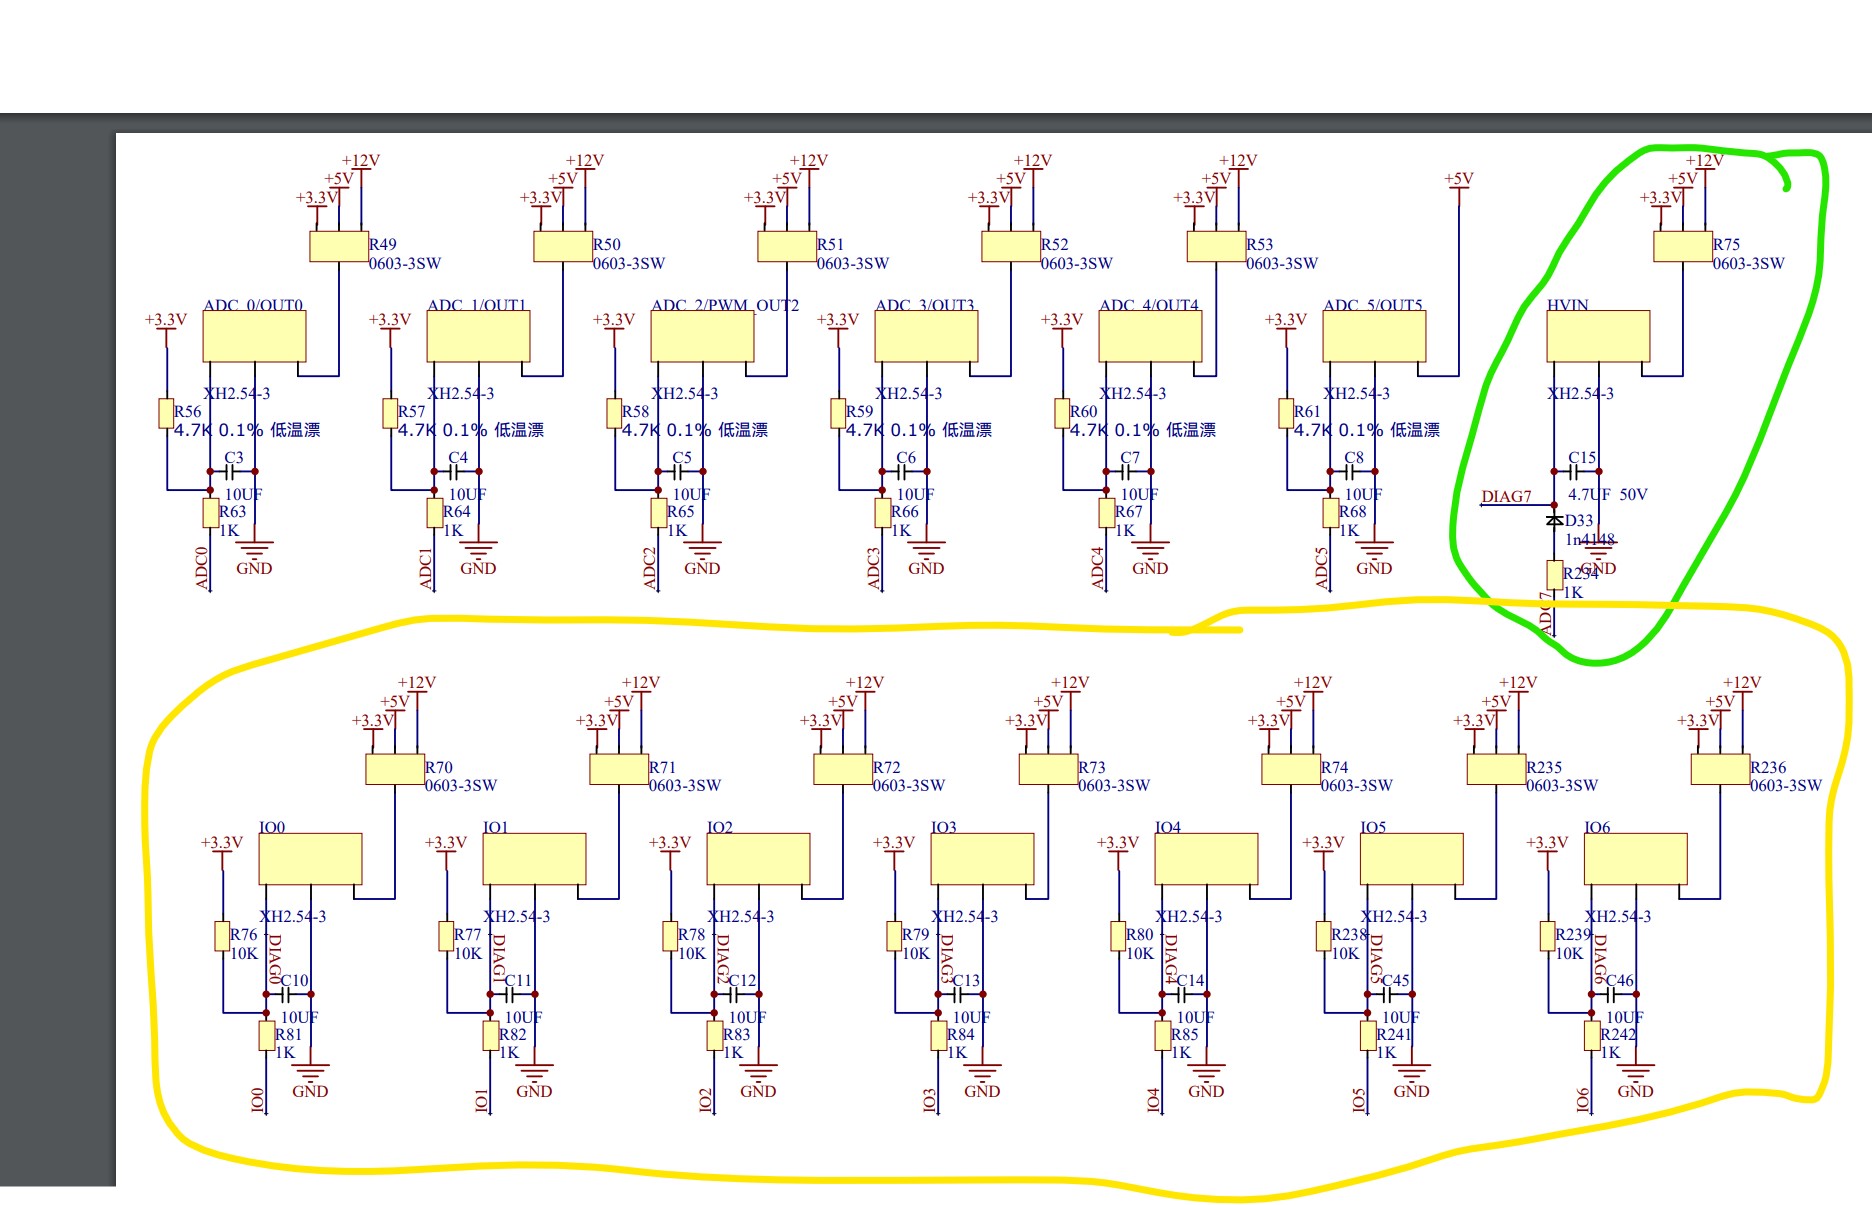 +12V +12V +12V +12V +12V +12V
+5V +5V +5V +5V +5V +5V +5V
+3.3V +3.3V +3.3V +3.3V +3.3V +3.3V
R49 R50 R51 R52 R53 R75
0603-3SW 0603-3SW 0603-3SW 0603-3SW 0603-3SW 0603-3SW
ADC_0/OUT0 ADC_1/OUT1 ADC_2/PWM_OUT2 ADC_3/OUT3 ADC_4/OUT4 ADC_5/OUT5 HVIN
+3.3V +3.3V +3.3V +3.3V +3.3V +3.3V
XH2.54-3 XH2.54-3 XH2.54-3 XH2.54-3 XH2.54-3 XH2.54-3 XH2.54-3
R56 R57 R58 R59 R60 R61
4.7K 0.1% 低温漂 4.7K 0.1% 低温漂 4.7K 0.1% 低温漂 4.7K 0.1% 低温漂 4.7K 0.1% 低温漂 4.7K 0.1% 低温漂
C3 C4 C5 C6 C7 C8 C15
10UF 10UF 10UF 10UF 10UF 10UF 4.7UF 50V
DIAG7
R63 R64 R65 R66 R67 R68 D33
1K 1K 1K 1K 1K 1K 1n4148
ADC0 ADC1 ADC2 ADC3 ADC4 ADC5
GND GND GND GND GND GND GND
R234
1K
ADC7
+12V +12V +12V +12V +12V +12V +12V
+5V +5V +5V +5V +5V +5V +5V
+3.3V +3.3V +3.3V +3.3V +3.3V +3.3V +3.3V
R70 R71 R72 R73 R74 R235 R236
0603-3SW 0603-3SW 0603-3SW 0603-3SW 0603-3SW 0603-3SW 0603-3SW
IO0 IO1 IO2 IO3 IO4 IO5 IO6
+3.3V +3.3V +3.3V +3.3V +3.3V +3.3V +3.3V
XH2.54-3 XH2.54-3 XH2.54-3 XH2.54-3 XH2.54-3 XH2.54-3 XH2.54-3
R76 R77 R78 R79 R80 R238 R239
10K 10K 10K 10K 10K 10K 10K
DIAG0 DIAG1 DIAG2 DIAG3 DIAG4 DIAG5 DIAG6
C10 C11 C12 C13 C14 C45 C46
10UF 10UF 10UF 10UF 10UF 10UF 10UF
R81 R82 R83 R84 R85 R241 R242
1K 1K 1K 1K 1K 1K 1K
IO0 IO1 IO2 IO3 IO4 IO5 IO6
GND GND GND GND GND GND GND